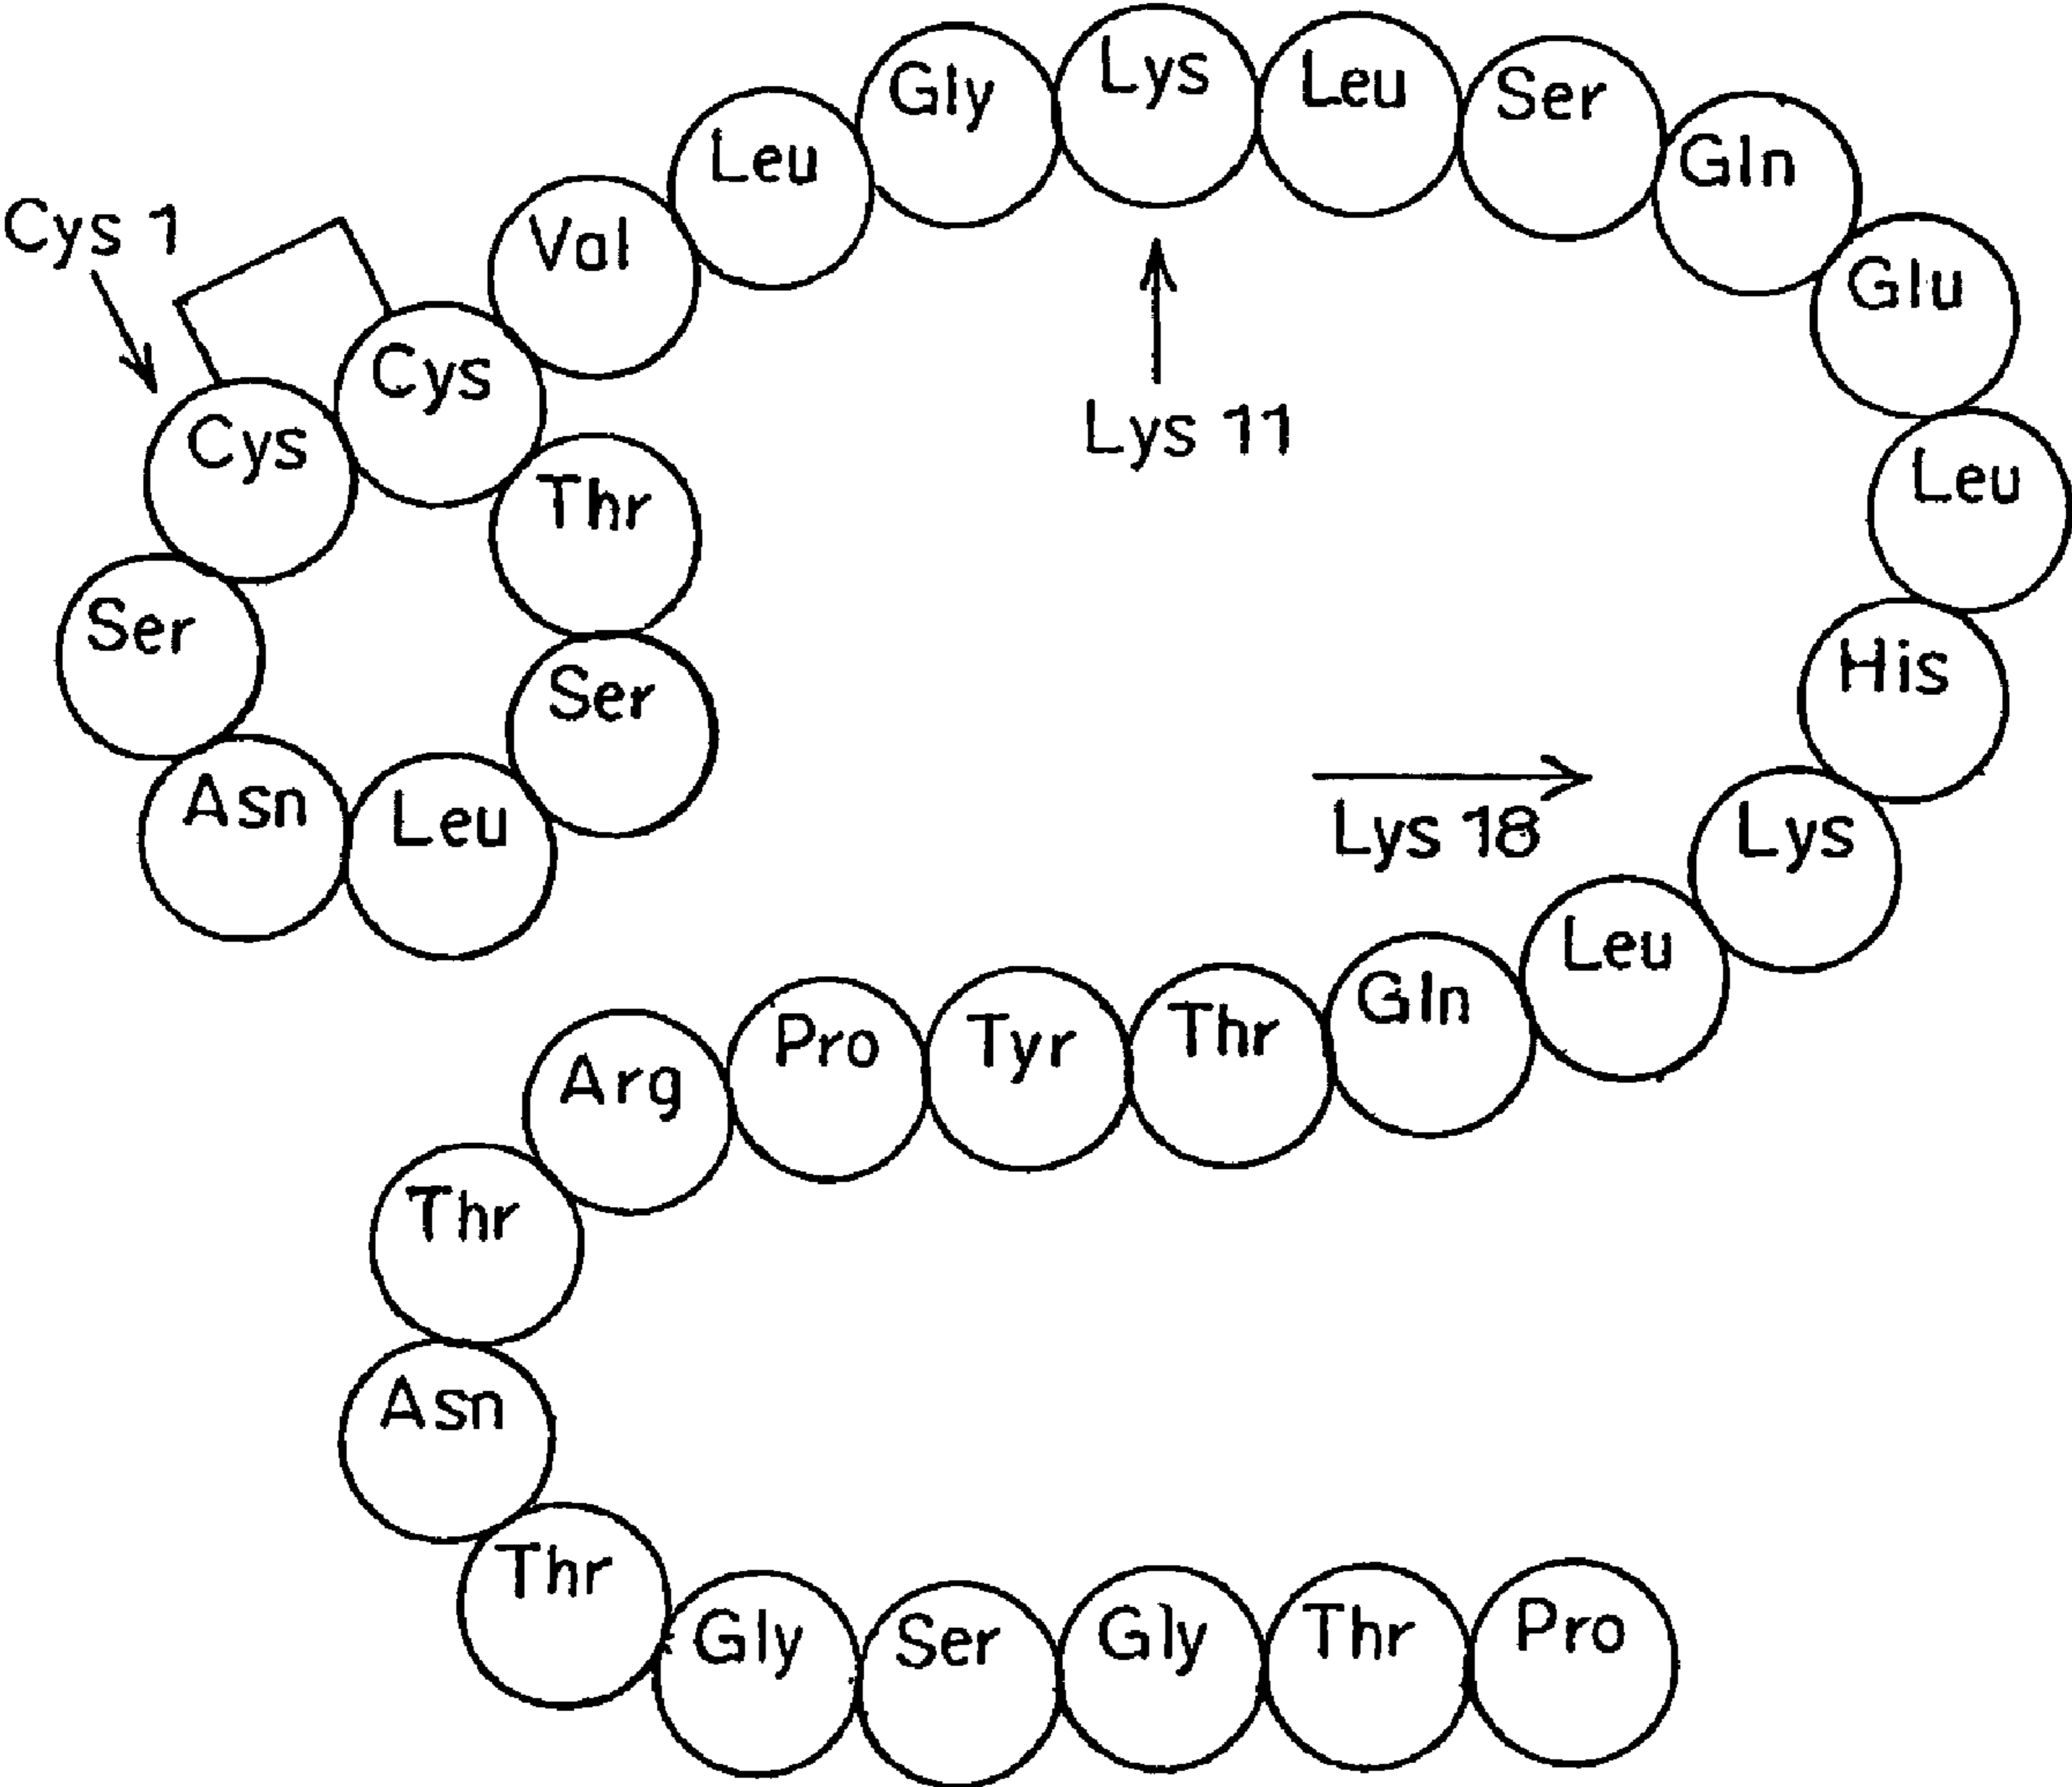 Cys 1
Cys
Ser
Asn
Leu
Ser
Thr
Cys
Val
Leu
Gly
Lys
Lys 11
Leu
Ser
Gln
Glu
Leu
His
Lys
Lys 18
Leu
Gln
Thr
Tyr
Pro
Arg
Thr
Asn
Thr
Gly
Ser
Gly
Thr
Pro